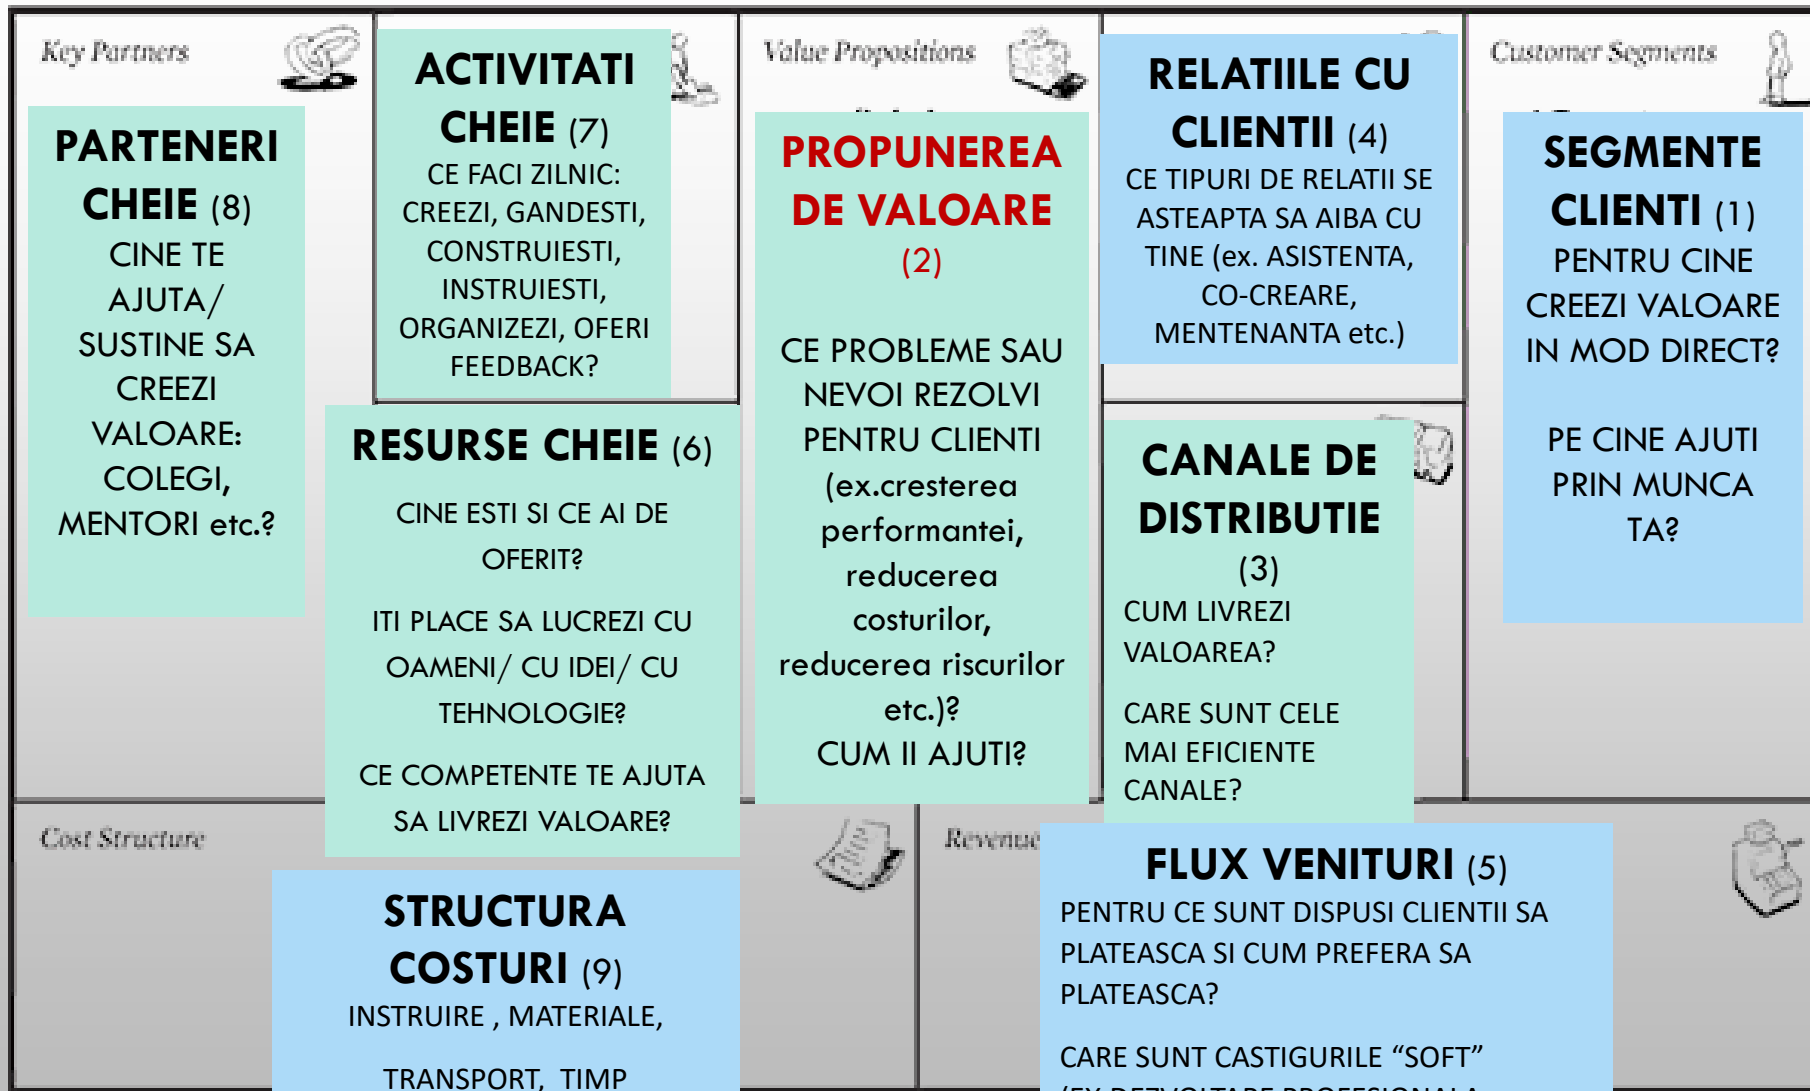 Key Partners
PARTENERI
CHEIE (8)
CINE TE
AJUTA/
SUSTINE SA
CREEZI
VALOARE:
COLEGI,
MENTORI etc.?
ACTIVITATI
CHEIE (7)
CE FACI ZILNIC:
CREEZI, GANDESTI,
CONSTRUIESTI,
INSTRUIESTI,
ORGANIZEZI, OFERI
FEEDBACK?
RESURSE CHEIE (6)
CINE ESTI SI CE AI DE
OFERIT?
ITI PLACE SA LUCREZI CU
OAMENI/ CU IDEI/ CU
TEHNOLOGIE?
CE COMPETENTE TE AJUTA
SA LIVREZI VALOARE?
Value Propositions
PROPUNEREA
DE VALOARE
(2)
CE PROBLEME SAU
NEVOI REZOLVI
PENTRU CLIENTI
(ex.cresterea
performantei,
reducerea
costurilor,
reducerea riscurilor
etc.)?
CUM II AJUTI?
RELATIILE CU
CLIENTII (4)
CE TIPURI DE RELATII SE
ASTEAPTA SA AIBA CU
TINE (ex. ASISTENTA,
CO-CREARE,
MENTENANTA etc.)
CANALE DE
DISTRIBUTIE
(3)
CUM LIVREZI
VALOAREA?
CARE SUNT CELE
MAI EFICIENTE
CANALE?
Customer Segments
SEGMENTE
CLIENTI (1)
PENTRU CINE
CREEZI VALOARE
IN MOD DIRECT?
PE CINE AJUTI
PRIN MUNCA
TA?
Cost Structure
STRUCTURA
COSTURI (9)
INSTRUIRE , MATERIALE,
TRANSPORT, TIMP
Revenue
FLUX VENITURI (5)
PENTRU CE SUNT DISPUSI CLIENTII SA
PLATEASCA SI CUM PREFERA SA
PLATEASCA?
CARE SUNT CASTIGURILE “SOFT”
(EX DEZVOLTARE PROFESIONALA